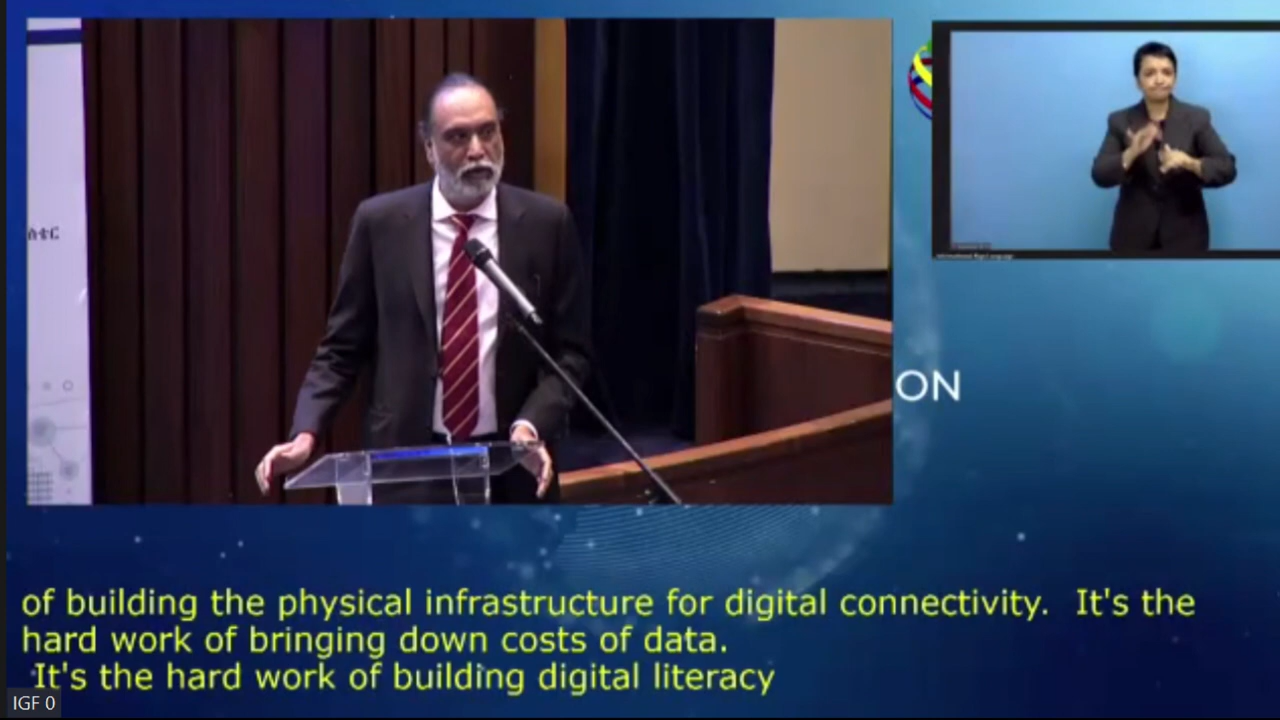 ስቴር
ON
of building the physical infrastructure for digital connectivity.  It's the
hard work of bringing down costs of data.
It's the hard work of building digital literacy
IGF 0